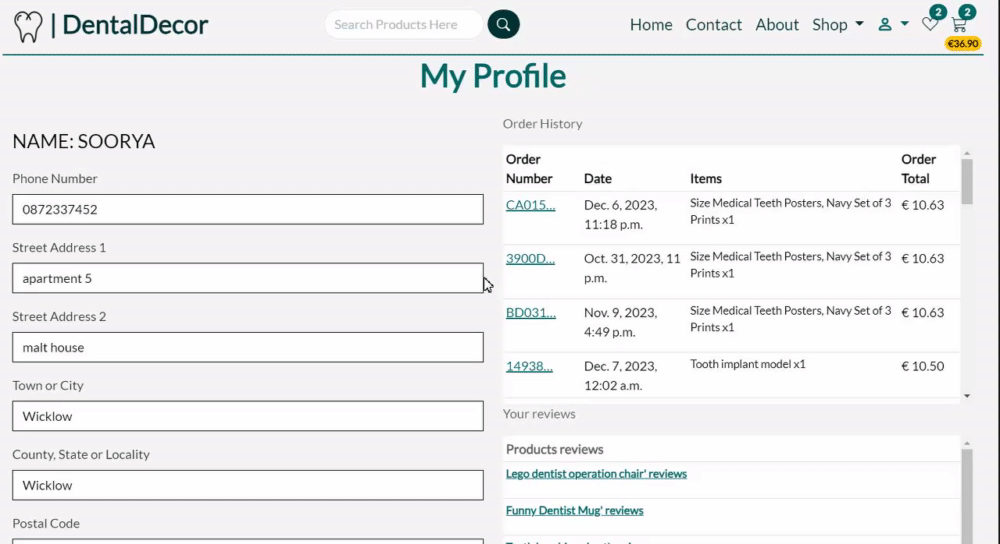 | DentalDecor
Search Products Here
Home Contact About Shop
2
2
€36.90
My Profile
NAME: SOORYA
Phone Number
0872337452
Street Address 1
apartment 5
Street Address 2
malt house
Town or City
Wicklow
County, State or Locality
Wicklow
Postal Code
Order History
Order Number Date Items Order Total
CA015... Dec. 6, 2023, 11:18 p.m. Size Medical Teeth Posters, Navy Set of 3 Prints x1 € 10.63
3900D... Oct. 31, 2023, 11 p.m. Size Medical Teeth Posters, Navy Set of 3 Prints x1 € 10.63
BD031... Nov. 9, 2023, 4:49 p.m. Size Medical Teeth Posters, Navy Set of 3 Prints x1 € 10.63
14938... Dec. 7, 2023, 12:02 a.m. Tooth implant model x1 € 10.50
Your reviews
Products reviews
Lego dentist operation chair' reviews
Funny Dentist Mug' reviews